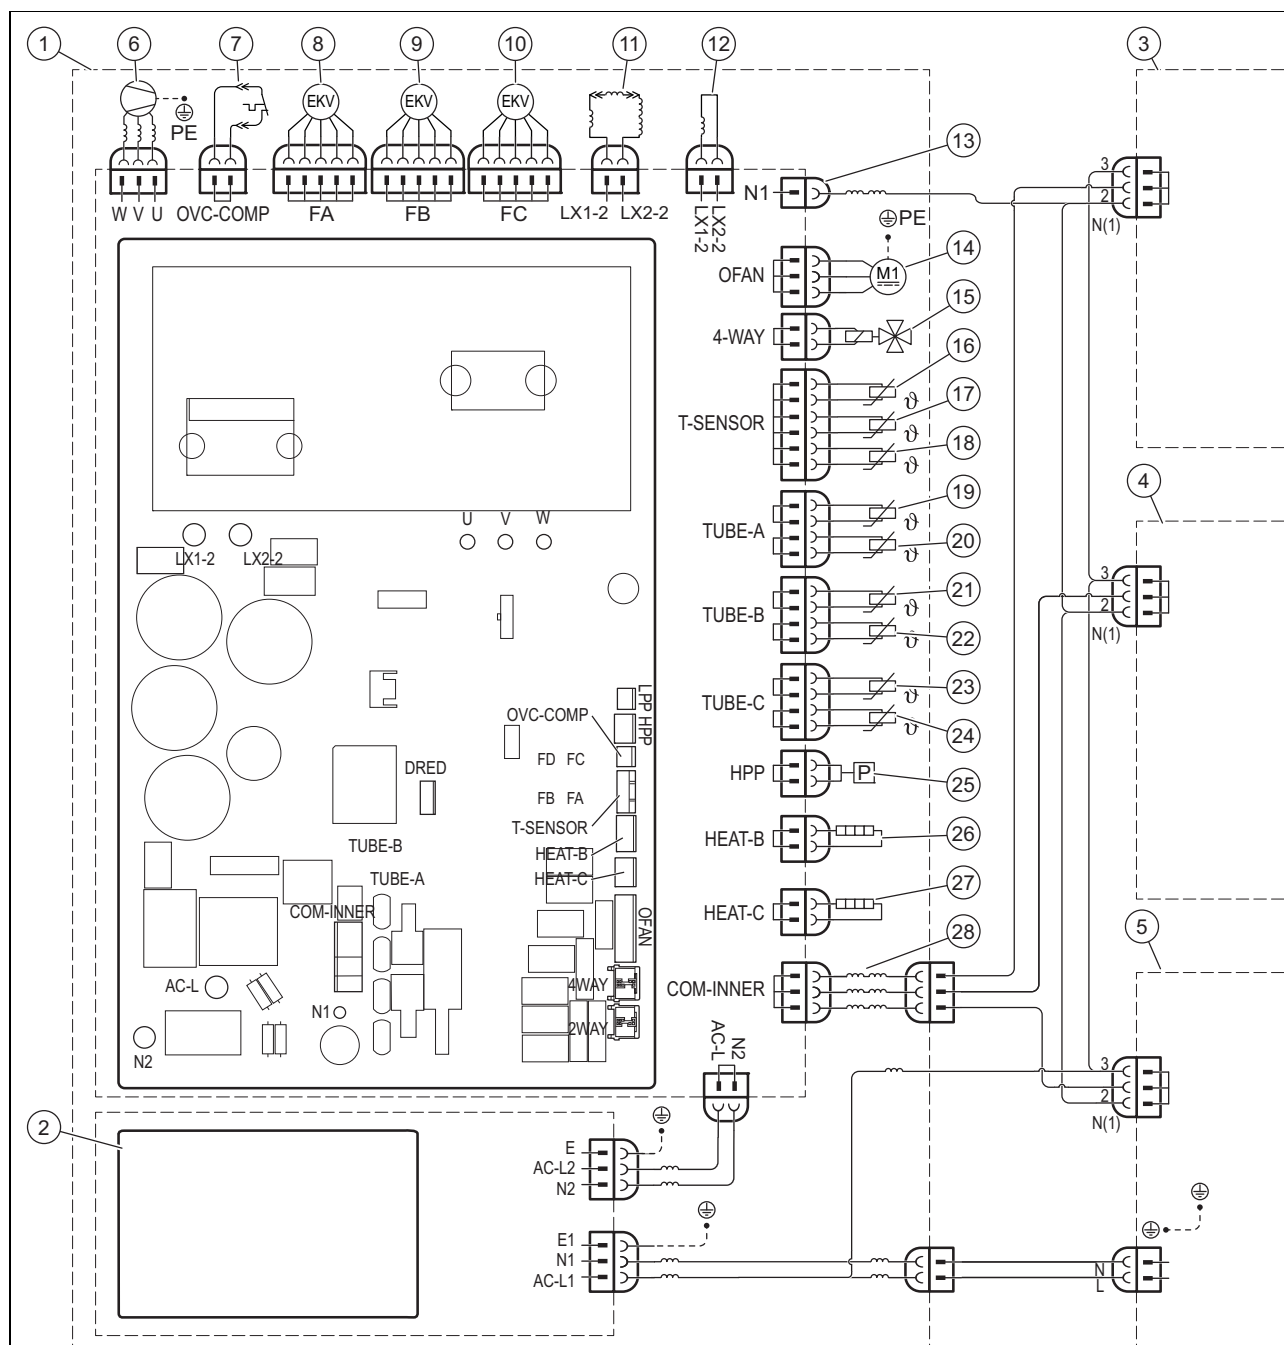 1 6 7 8 9 10 11 12 3
EKV EKV EKV
PE
W V U OVC-COMP FA FB FC LX1-2 LX2-2
LX1-2
LX2-2
N1 13
3
2
N(1)
PE
OFAN M1 14
4-WAY 15
T-SENSOR
ϑ 16
ϑ 17
ϑ 18
TUBE-A
ϑ 19
ϑ 20
TUBE-B
ϑ 21
ϑ 22
TUBE-C
ϑ 23
ϑ 24
HPP P 25
HEAT-B 26
HEAT-C 27
COM-INNER 28
4
3
2
N(1)
5
3
2
N(1)
U V W
LX1-2 LX2-2
LPP HPP
OVC-COMP
FD FC
DRED
FB FA
T-SENSOR
TUBE-B
HEAT-B
TUBE-A HEAT-C
COM-INNER
OFAN
AC-L
4WAY
N1
2WAY
N2
AC-L
N2
2
E
AC-L2
N2
E1
N1
AC-L1
N
L